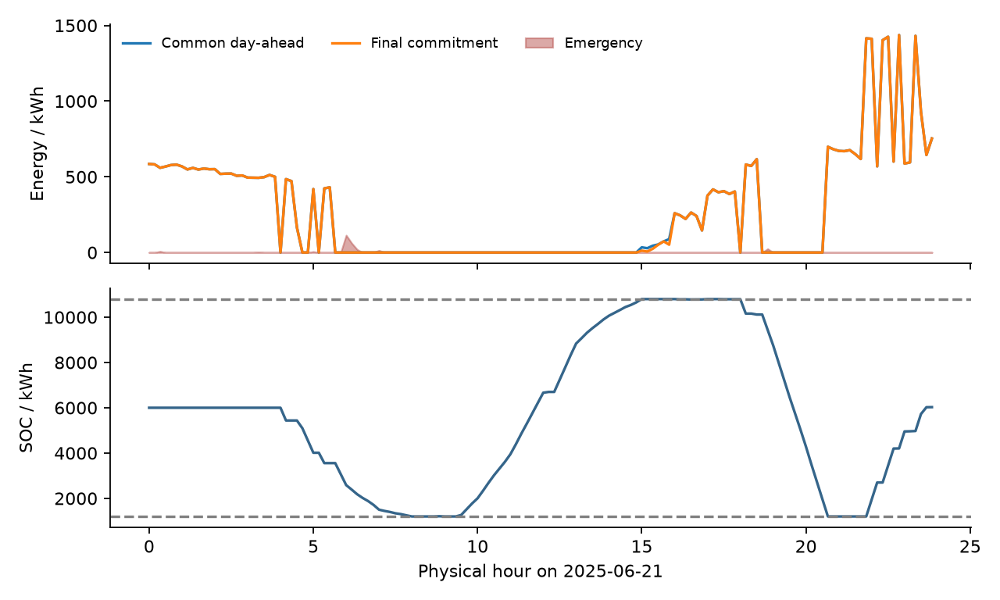 Common day-ahead
Final commitment
Emergency
Energy / kWh
1500
1000
500
0
SOC / kWh
10000
8000
6000
4000
2000
0
5
10
15
20
25
Physical hour on 2025-06-21